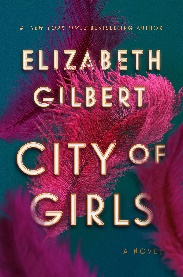 #1 NEW YORK TIMES BESTSELLING AUTHOR
ELIZABETH
GILBERT
CITY OF
GIRLS
A NOVEL